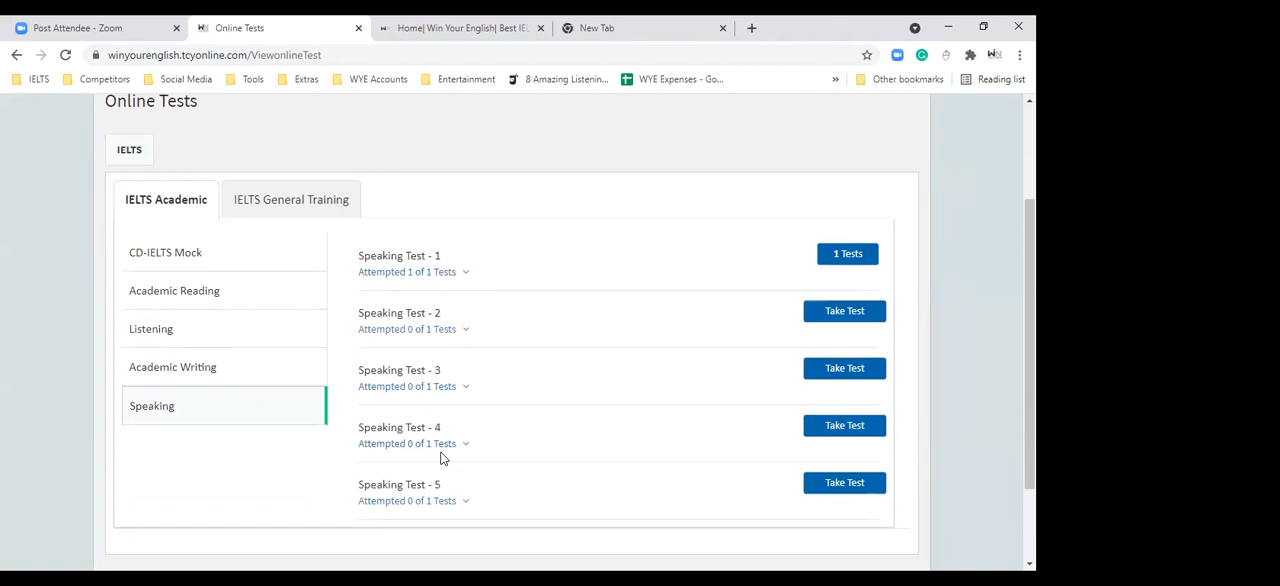 Post Attendee - Zoom
Online Tests
Home| Win Your English| Best IEL
New Tab
winyourenglish.tcyonline.com/ViewonlineTest
IELTS
Competitors
Social Media
Tools
Extras
WYE Accounts
Entertainment
8 Amazing Listenin...
WYE Expenses - Go...
»
Other bookmarks
Reading list
Online Tests
IELTS
IELTS Academic
IELTS General Training
CD-IELTS Mock
Academic Reading
Listening
Academic Writing
Speaking
Speaking Test - 1
Attempted 1 of 1 Tests
1 Tests
Speaking Test - 2
Attempted 0 of 1 Tests
Take Test
Speaking Test - 3
Attempted 0 of 1 Tests
Take Test
Speaking Test - 4
Attempted 0 of 1 Tests
Take Test
Speaking Test - 5
Attempted 0 of 1 Tests
Take Test